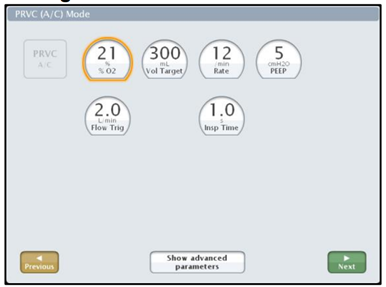 PRVC (A/C) Mode
PRVC
A/C
21
%
% O2
300
mL
Vol Target
12
/min
Rate
5
cmH2O
PEEP
2.0
L/min
Flow Trig
1.0
s
Insp Time
Previous
Show advanced
parameters
Next